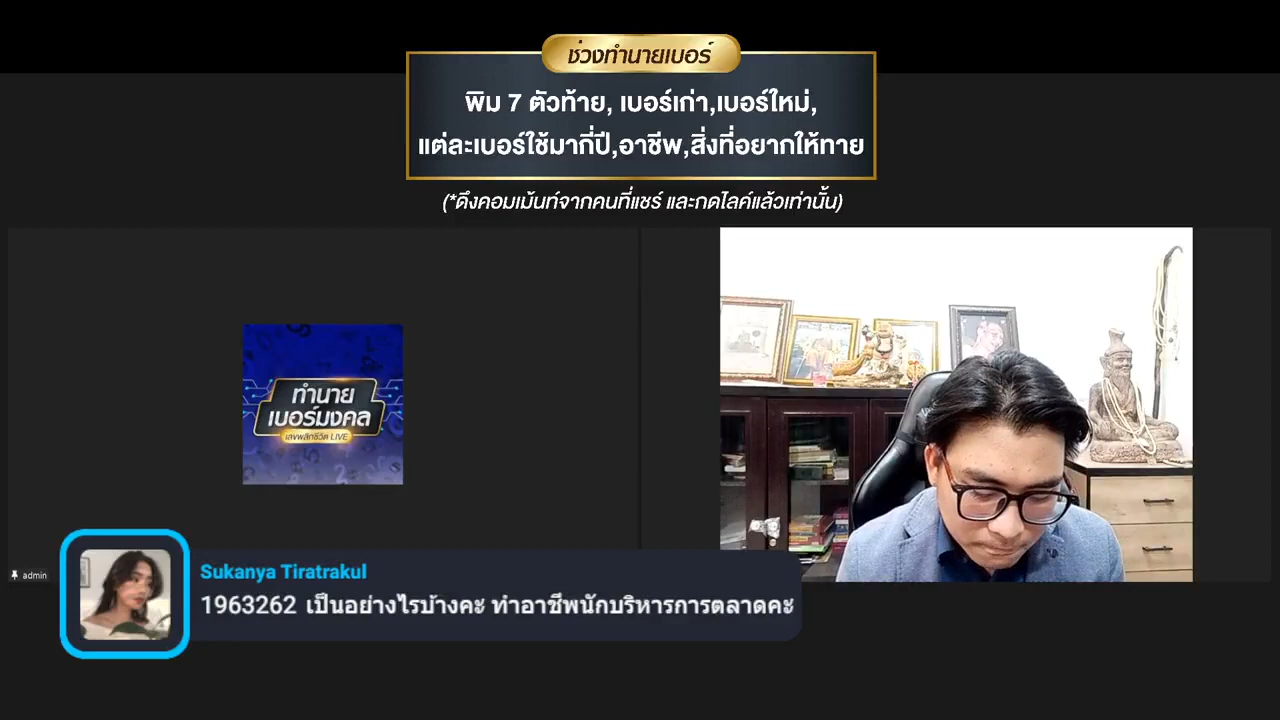 ช่วงทำนายเบอร์
พิม 7 ตัวท้าย, เบอร์เก่า,เบอร์ใหม่,
แต่ละเบอร์ใช้มากี่ปี,อาชีพ,สิ่งที่อยากให้ทาย
(*ดึงคอมเม้นท์จากคนที่แชร์ และกดไลค์แล้วเท่านั้น)
ทำนาย
เบอร์มงคล
เลขพลิกชีวิต LIVE
admin
Sukanya Tiratrakul
1963262 เป็นอย่างไรบ้างคะ ทำอาชีพนักบริหารการตลาดคะ